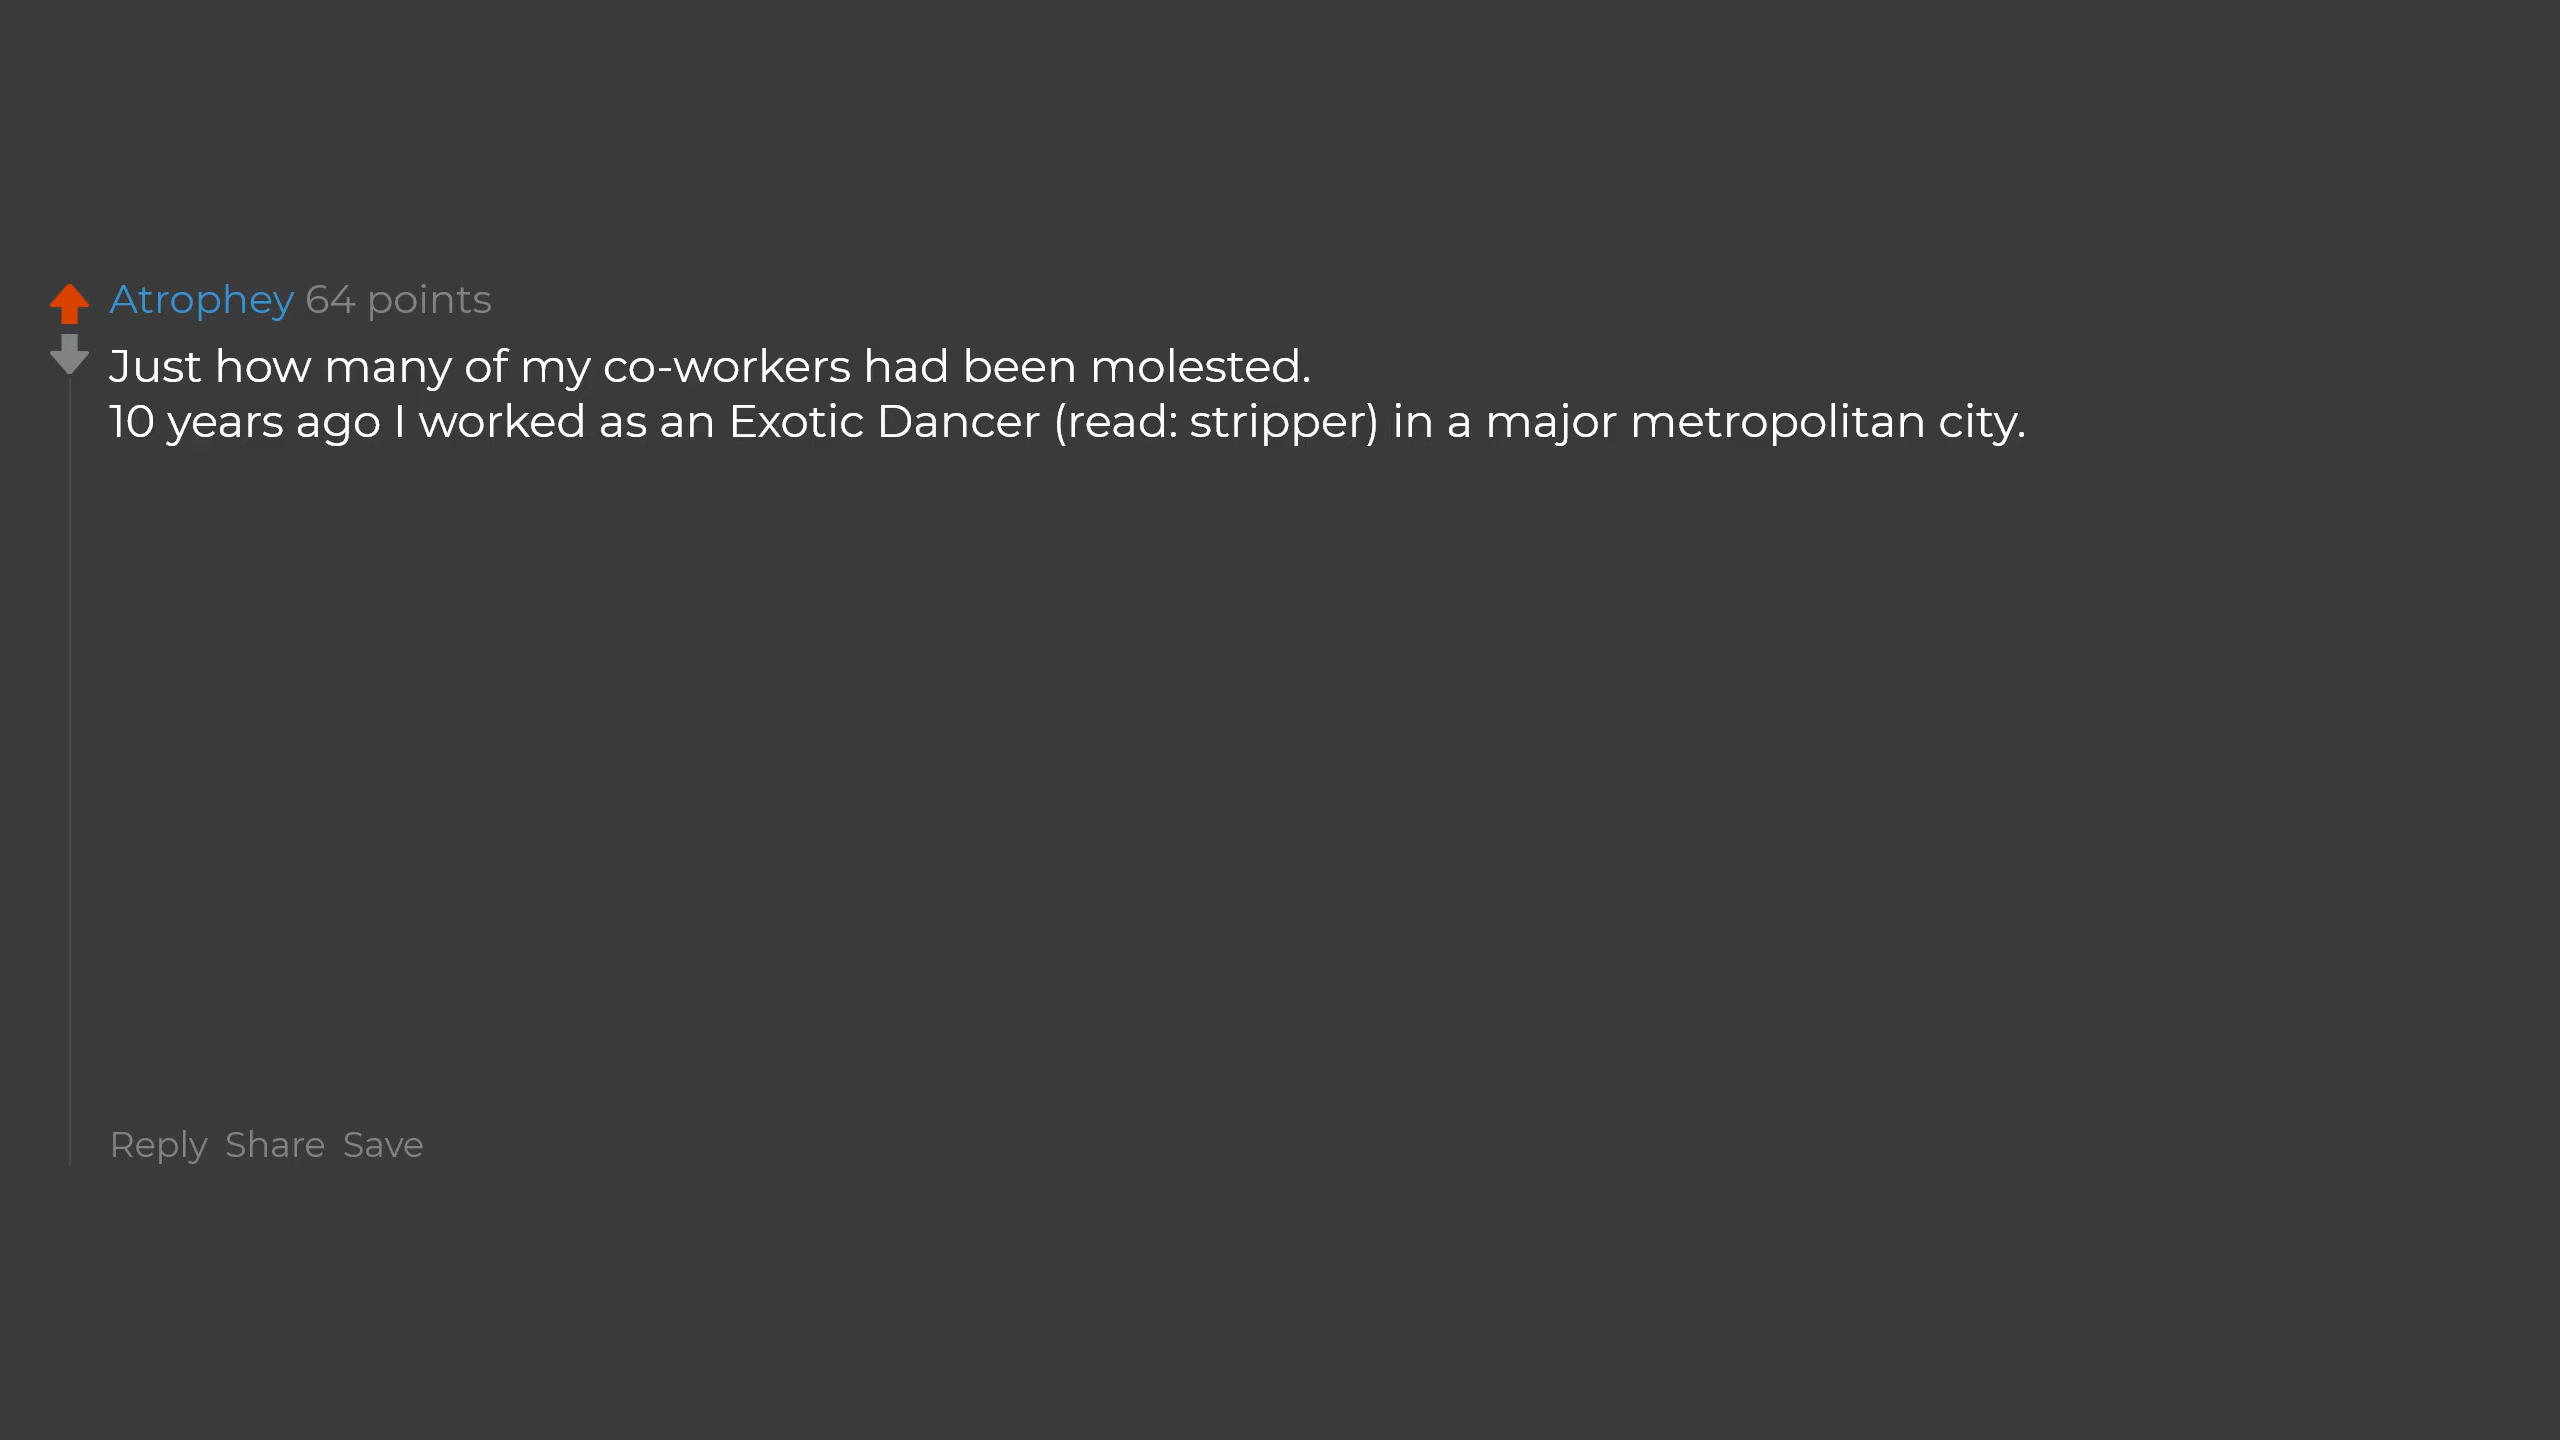 Atrophey 64 points
Just how many of my co-workers had been molested.
10 years ago I worked as an Exotic Dancer (read: stripper) in a major metropolitan city.
Reply Share Save